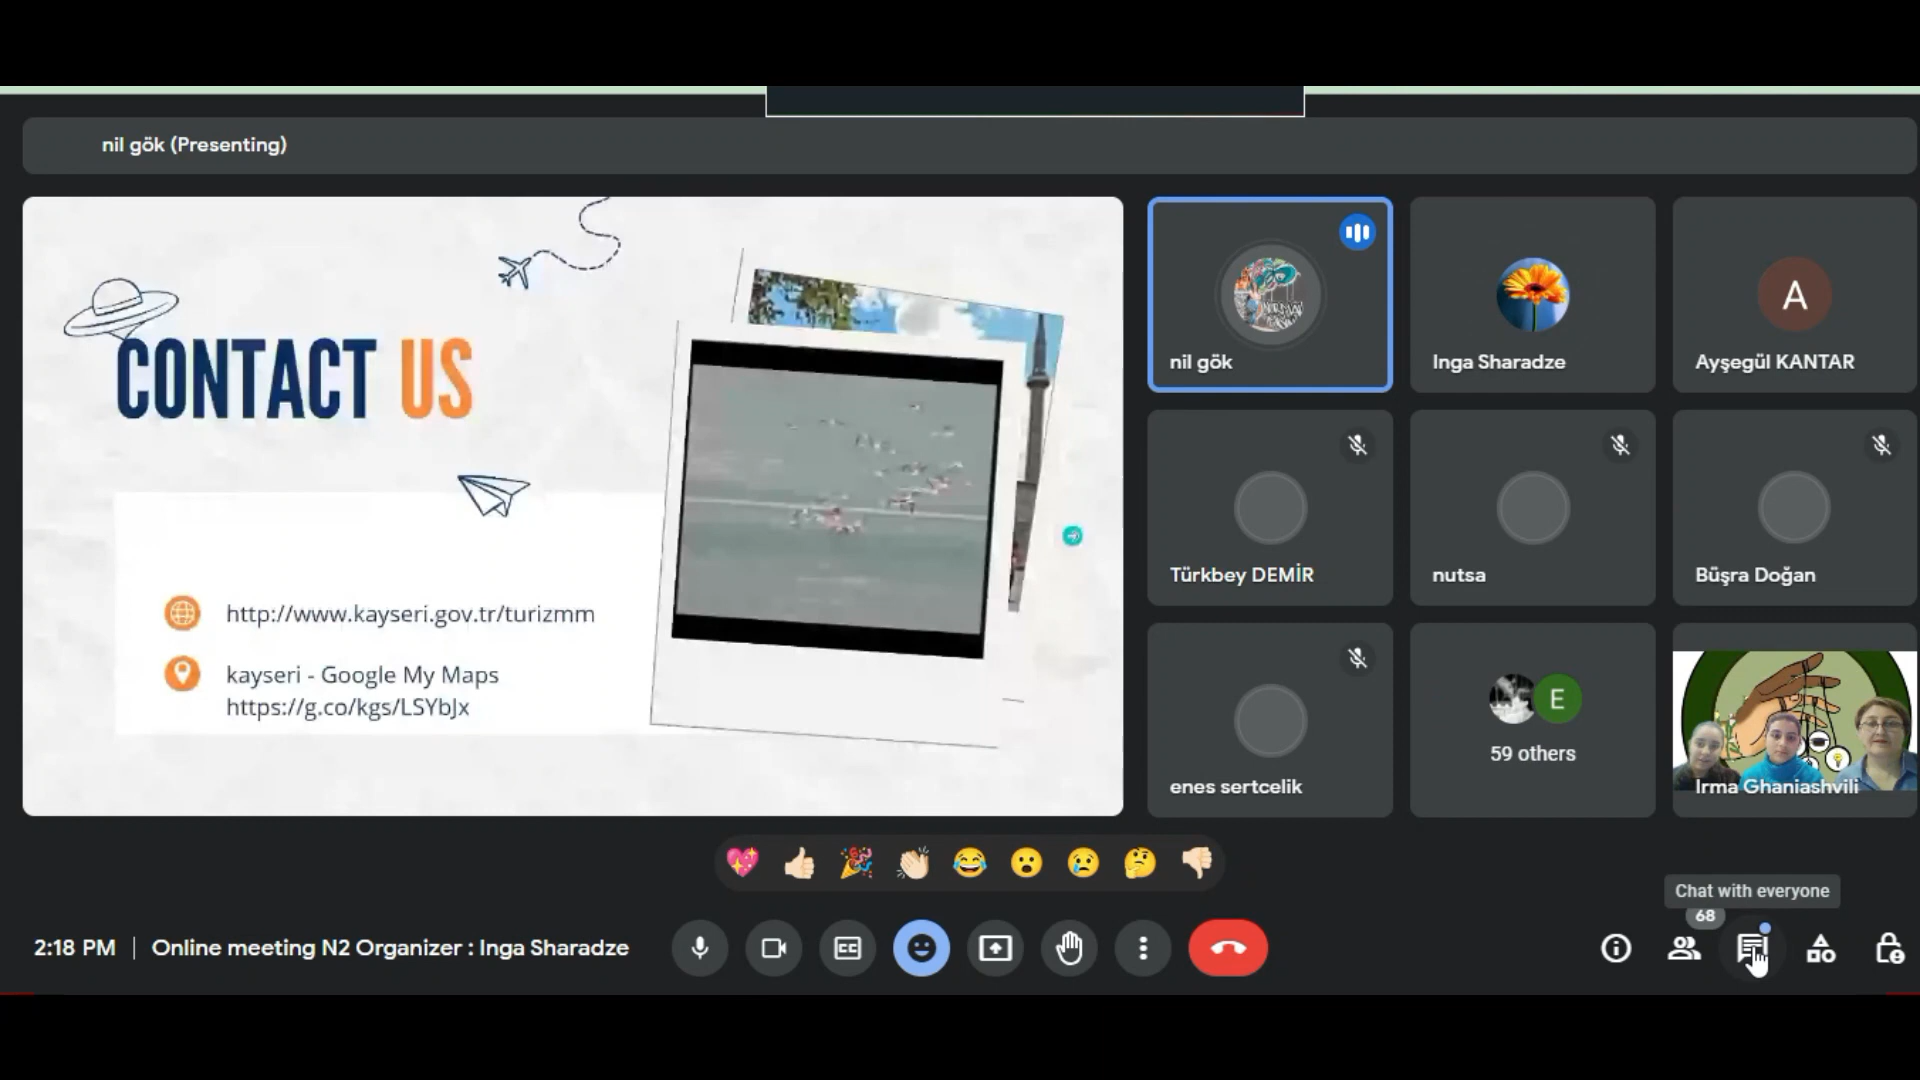 nil gök (Presenting)
CONTACT US
http://www.kayseri.gov.tr/turizmm
kayseri - Google My Maps
https://g.co/kgs/LSYbJx
nil gök
Inga Sharadze
A
Ayşegül KANTAR
Türkbey DEMİR
nutsa
Büşra Doğan
enes sertcelik
E
59 others
Irma Ghaniashvili
Chat with everyone
68
2:18 PM
Online meeting N2 Organizer : Inga Sharadze
CC